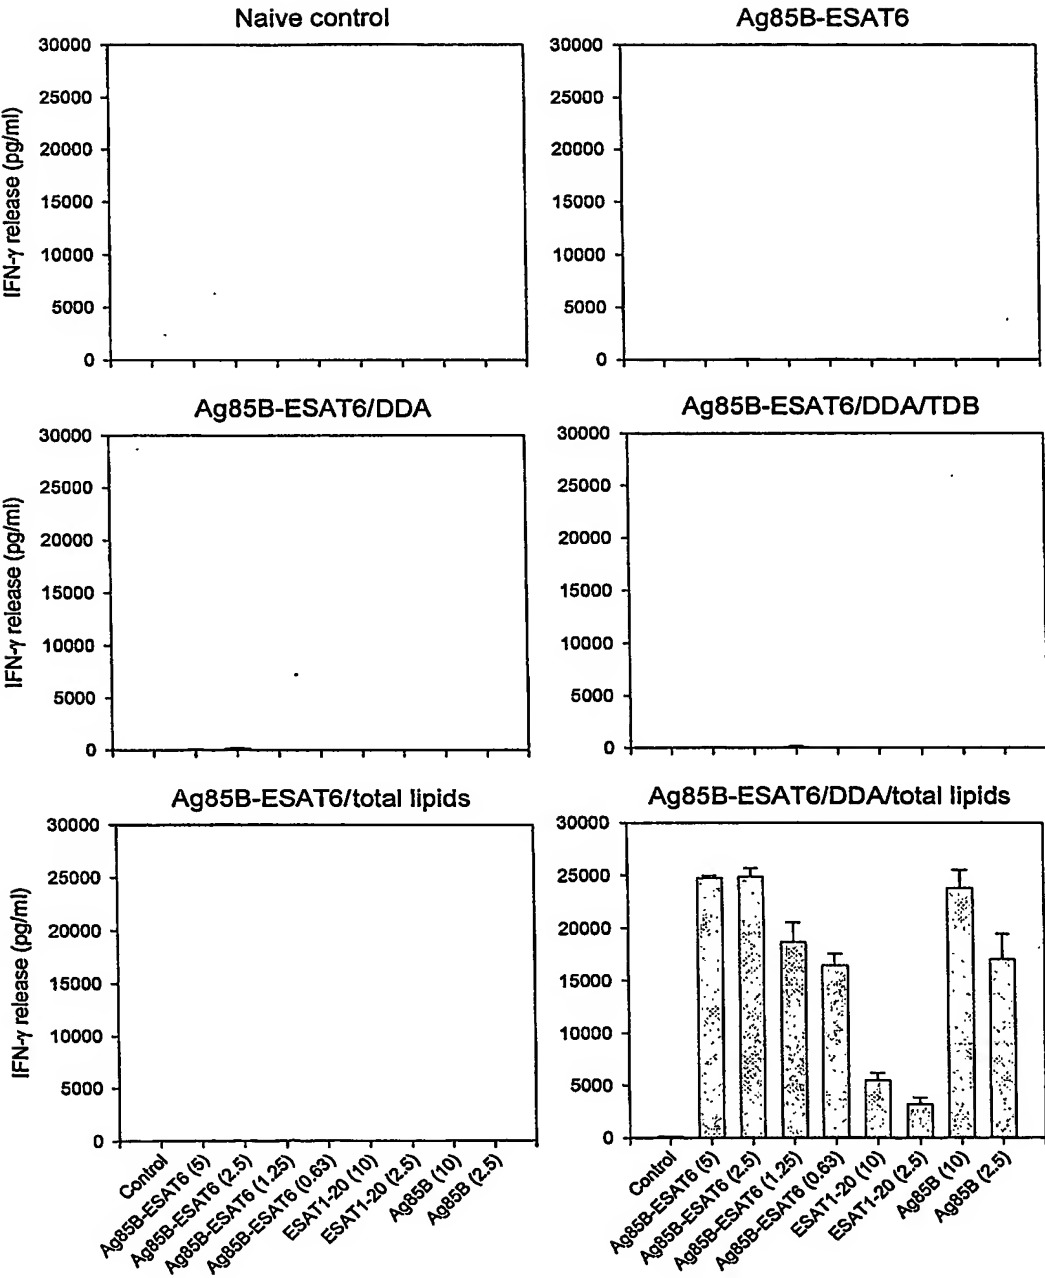 Naive control
30000
25000
20000
15000
10000
5000
0
IFN-γ release (pg/ml)
Ag85B-ESAT6
30000
25000
20000
15000
10000
5000
0
Ag85B-ESAT6/DDA
30000
25000
20000
15000
10000
5000
0
IFN-γ release (pg/ml)
Ag85B-ESAT6/DDA/TDB
30000
25000
20000
15000
10000
5000
0
Ag85B-ESAT6/total lipids
30000
25000
20000
15000
10000
5000
0
IFN-γ release (pg/ml)
Control
Ag85B-ESAT6 (5)
Ag85B-ESAT6 (2.5)
Ag85B-ESAT6 (1.25)
Ag85B-ESAT6 (0.63)
ESAT1-20 (10)
ESAT1-20 (2.5)
Ag85B (10)
Ag85B (2.5)
Ag85B-ESAT6/DDA/total lipids
30000
25000
20000
15000
10000
5000
0
Control
Ag85B-ESAT6 (5)
Ag85B-ESAT6 (2.5)
Ag85B-ESAT6 (1.25)
Ag85B-ESAT6 (0.63)
ESAT1-20 (10)
ESAT1-20 (2.5)
Ag85B (10)
Ag85B (2.5)